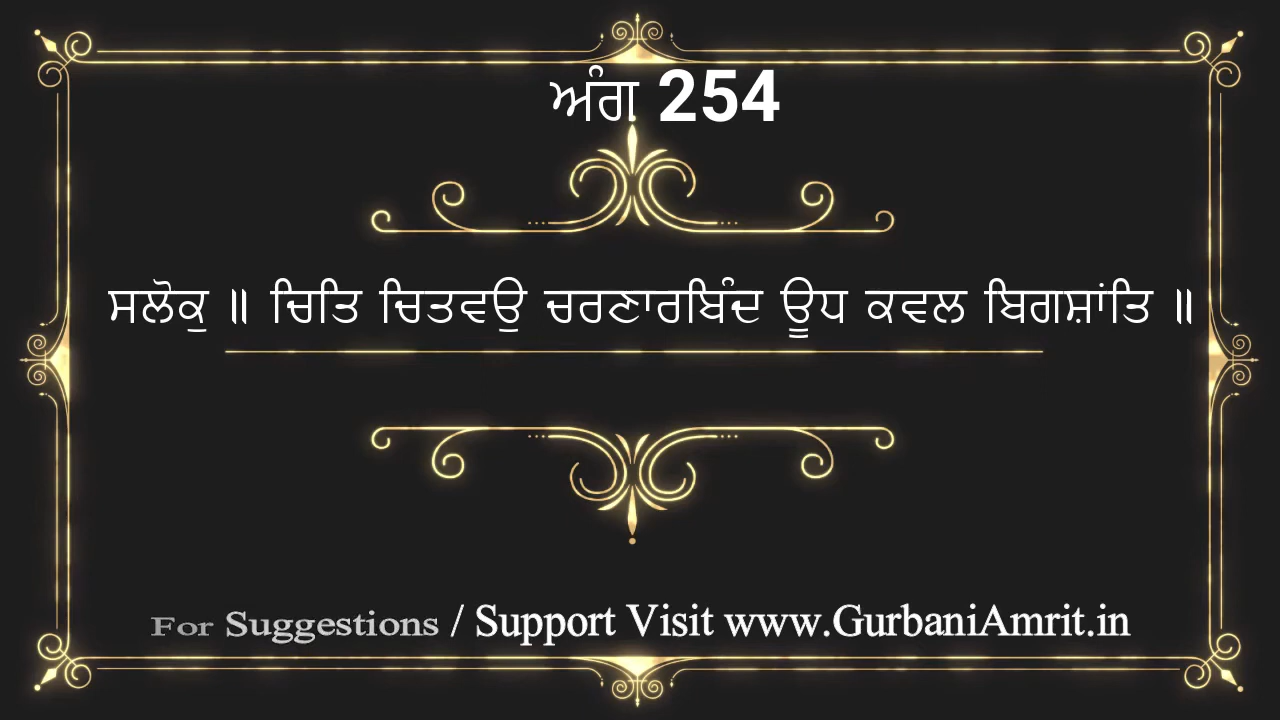 ਅੰਗ 254
ਸਲੋਕੁ ॥ ਚਿਤਿ ਚਿਤਵਉ ਚਰਣਾਰਬਿੰਦ ਊਧ ਕਵਲ ਬਿਗਸ਼ਾਂਤਿ ॥
For Suggestions / Support Visit www.GurbaniAmrit.in